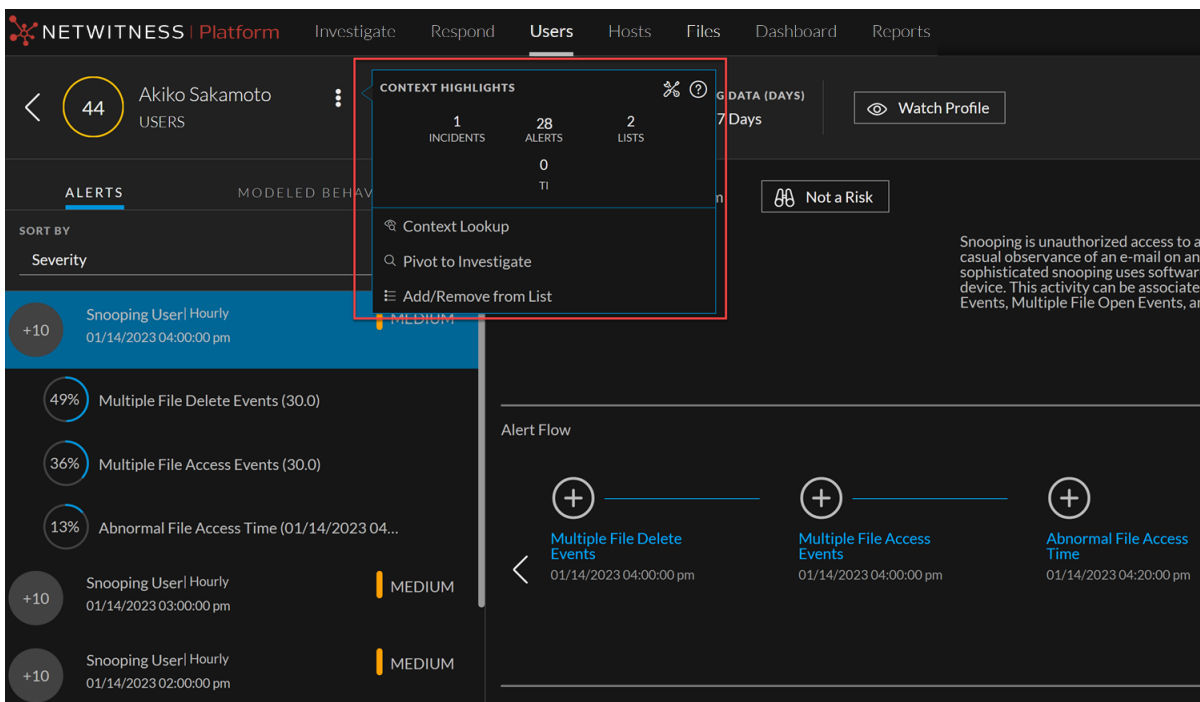 NETWITNESS | Platform
Investigate
Respond
Users
Hosts
Files
Dashboard
Reports
44
Akiko Sakamoto
USERS
CONTEXT HIGHLIGHTS
1
INCIDENTS
28
ALERTS
2
LISTS
0
TI
Context Lookup
Pivot to Investigate
Add/Remove from List
G DATA (DAYS)
7 Days
Watch Profile
ALERTS
MODELED BEHAV
Not a Risk
SORT BY
Severity
Snooping is unauthorized access to a
casual observance of an e-mail on an
sophisticated snooping uses softwar
device. This activity can be associate
Events, Multiple File Open Events, a
+10
Snooping User| Hourly
01/14/2023 04:00:00 pm
MEDIUM
49%
Multiple File Delete Events (30.0)
36%
Multiple File Access Events (30.0)
13%
Abnormal File Access Time (01/14/2023 04...
+10
Snooping User| Hourly
01/14/2023 03:00:00 pm
MEDIUM
+10
Snooping User| Hourly
01/14/2023 02:00:00 pm
MEDIUM
Alert Flow
Multiple File Delete
Events
01/14/2023 04:00:00 pm
Multiple File Access
Events
01/14/2023 04:00:00 pm
Abnormal File Access
Time
01/14/2023 04:20:00 pm